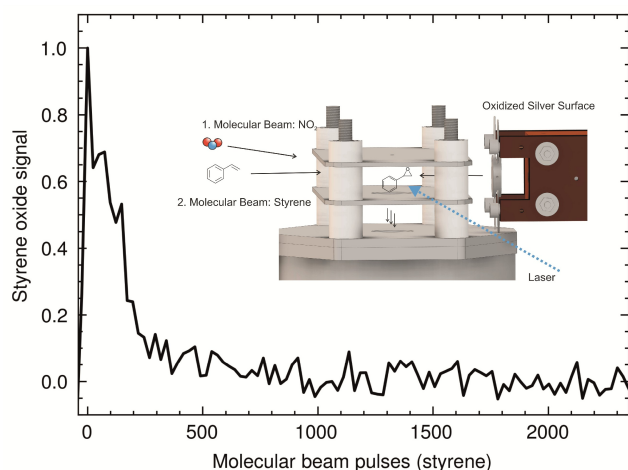 1.0
0.8
0.6
0.4
0.2
0.0
Styrene oxide signal
0
500
1000
1500
2000
Molecular beam pulses (styrene)
1. Molecular Beam: NO2
2. Molecular Beam: Styrene
O
Oxidized Silver Surface
Laser